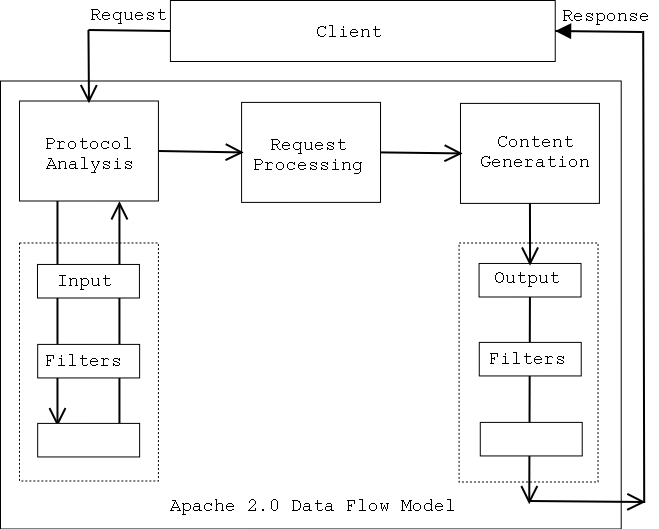 Request
Response
Client
Protocol
Analysis
Request
Processing
Content
Generation
Input
Filters
Output
Filters
Apache 2.0 Data Flow Model